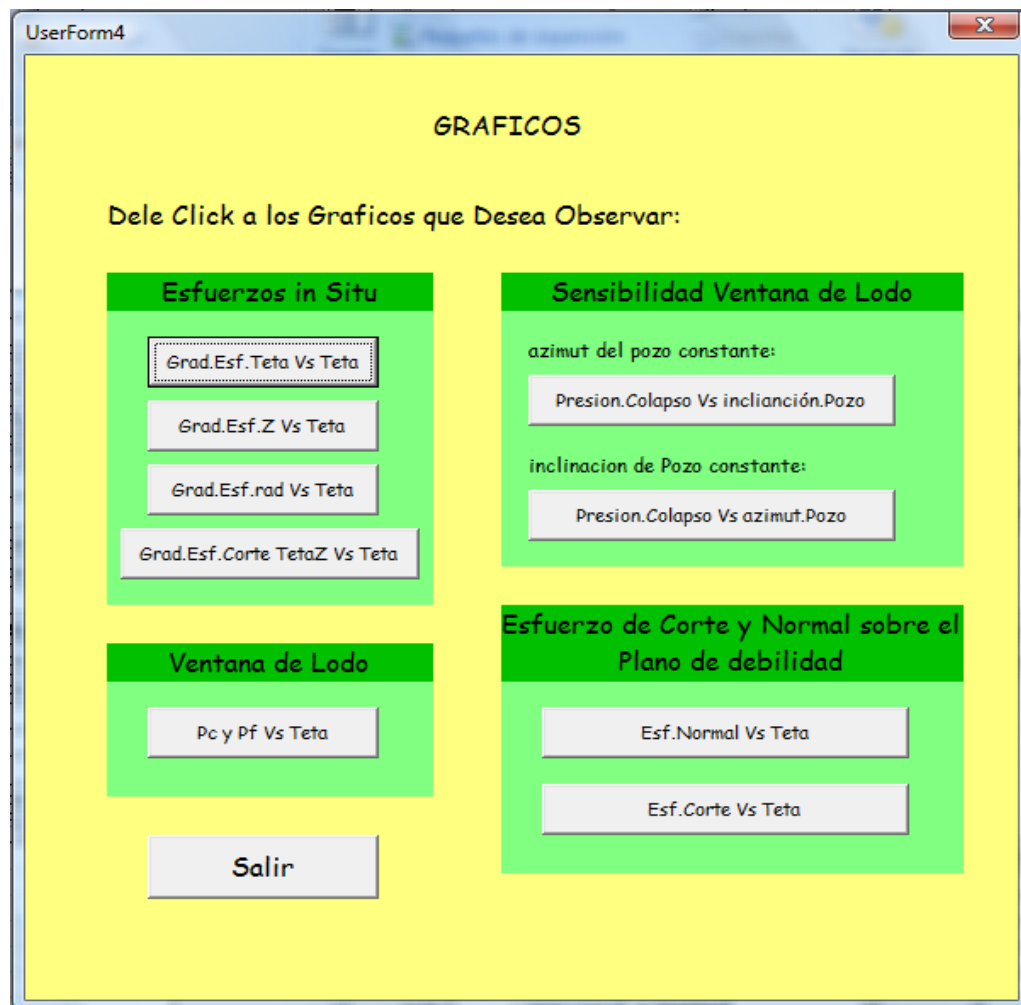 UserForm4
GRAFICOS
Dele Click a los Graficos que Desea Observar:
Esfuerzos in Situ
Grad.Esf.Teta Vs Teta
Grad.Esf.Z Vs Teta
Grad.Esf.rad Vs Teta
Grad.Esf.Corte TetaZ Vs Teta
Ventana de Lodo
Pc y Pf Vs Teta
Salir
Sensibilidad Ventana de Lodo
azimut del pozo constante:
Presion.Colapso Vs inclianción.Pozo
inclinacion de Pozo constante:
Presion.Colapso Vs azimut.Pozo
Esfuerzo de Corte y Normal sobre el
Plano de debilidad
Esf.Normal Vs Teta
Esf.Corte Vs Teta